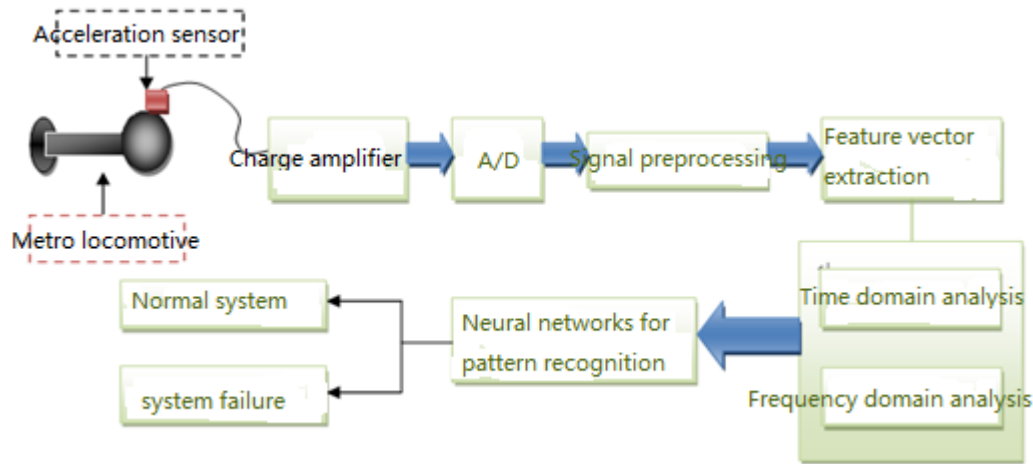 Acceleration sensor
Metro locomotive
Charge amplifier
A/D
Signal preprocessing
Feature vector
extraction
Time domain analysis
Frequency domain analysis
Neural networks for
pattern recognition
Normal system
system failure